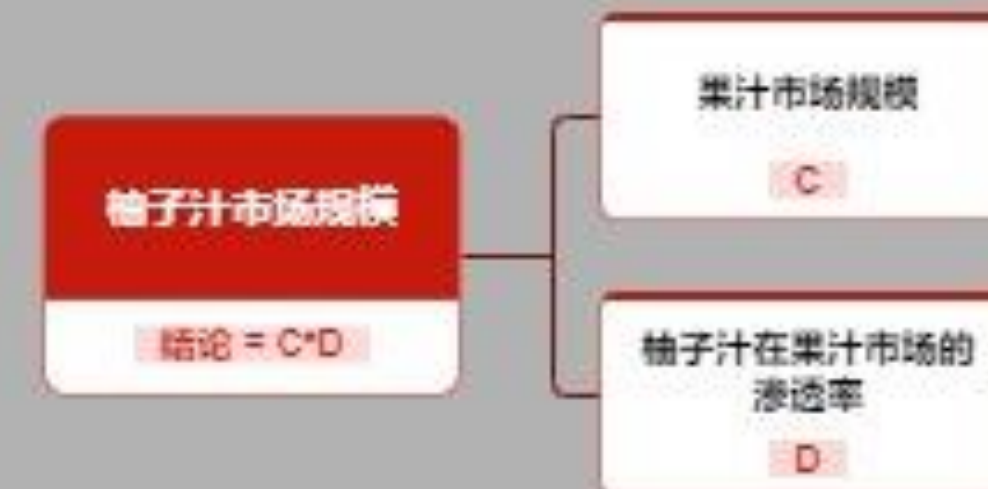 柚子汁市场规模
结论 = C*D
果汁市场规模
C
柚子汁在果汁市场的
渗透率
D